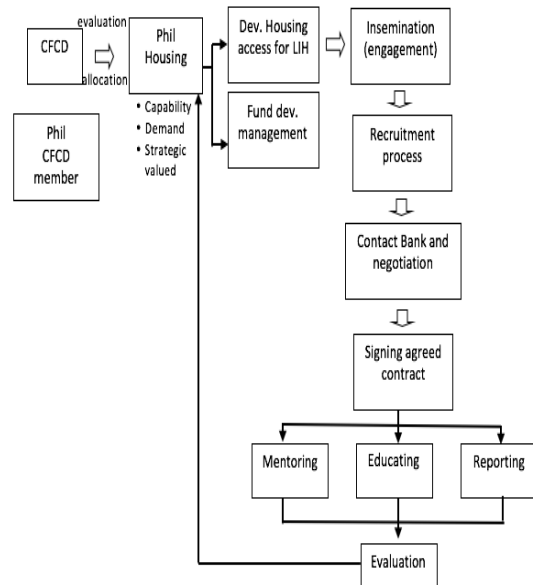 CFCD
evaluation
allocation
Phil
Housing
• Capability
• Demand
• Strategic
valued
Phil
CFCD
member
Dev. Housing
access for LIH
Fund dev.
management
Insemination
(engagement)
Recruitment
process
Contact Bank and
negotiation
Signing agreed
contract
Mentoring
Educating
Reporting
Evaluation